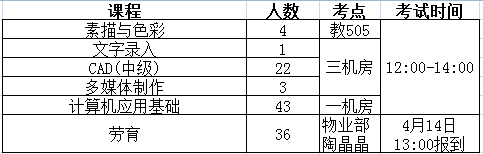 课程 人数 考点 考试时间
素描与色彩 4 教505
文字录入 1
CAD(中级) 22 三机房 12:00-14:00
多媒体制作 3
计算机应用基础 43 一机房
劳育 36 物业部 4月14日
陶晶晶 13:00报到